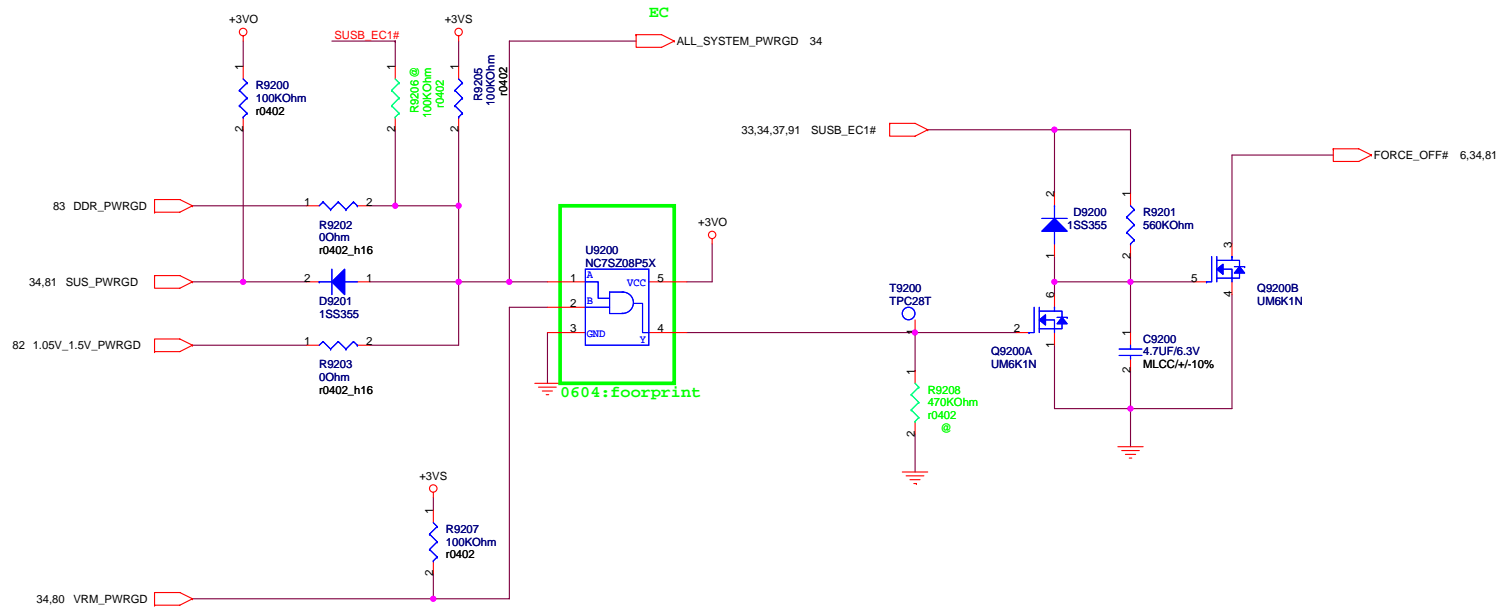 EC
+3VO
SUSB_EC1#
+3VS
ALL_SYSTEM_PWRGD 34
1
R9200
100KOhm
r0402
2
1
R9206 @
100KOhm
r0402
2
1
R9205
100KOhm
r0402
2
33,34,37,91 SUSB_EC1#
FORCE_OFF# 6,34,81
83 DDR_PWRGD
1
2
R9202
0Ohm
r0402_h16
2
D9200
1SS355
1
1
R9201
560KOhm
2
+3VO
34,81 SUS_PWRGD
2
1
D9201
1SS355
U9200
NC7SZ08P5X
1
A
VCC
5
2
B
3
GND
Y
4
3
5
4
Q9200B
UM6K1N
T9200
TPC28T
1
6
2
1
Q9200A
UM6K1N
1
C9200
4.7UF/6.3V
MLCC/+/-10%
2
82 1.05V_1.5V_PWRGD
1
2
R9203
0Ohm
r0402_h16
0604:foorprint
1
R9208
470KOhm
r0402
@
2
+3VS
1
R9207
100KOhm
r0402
2
34,80 VRM_PWRGD